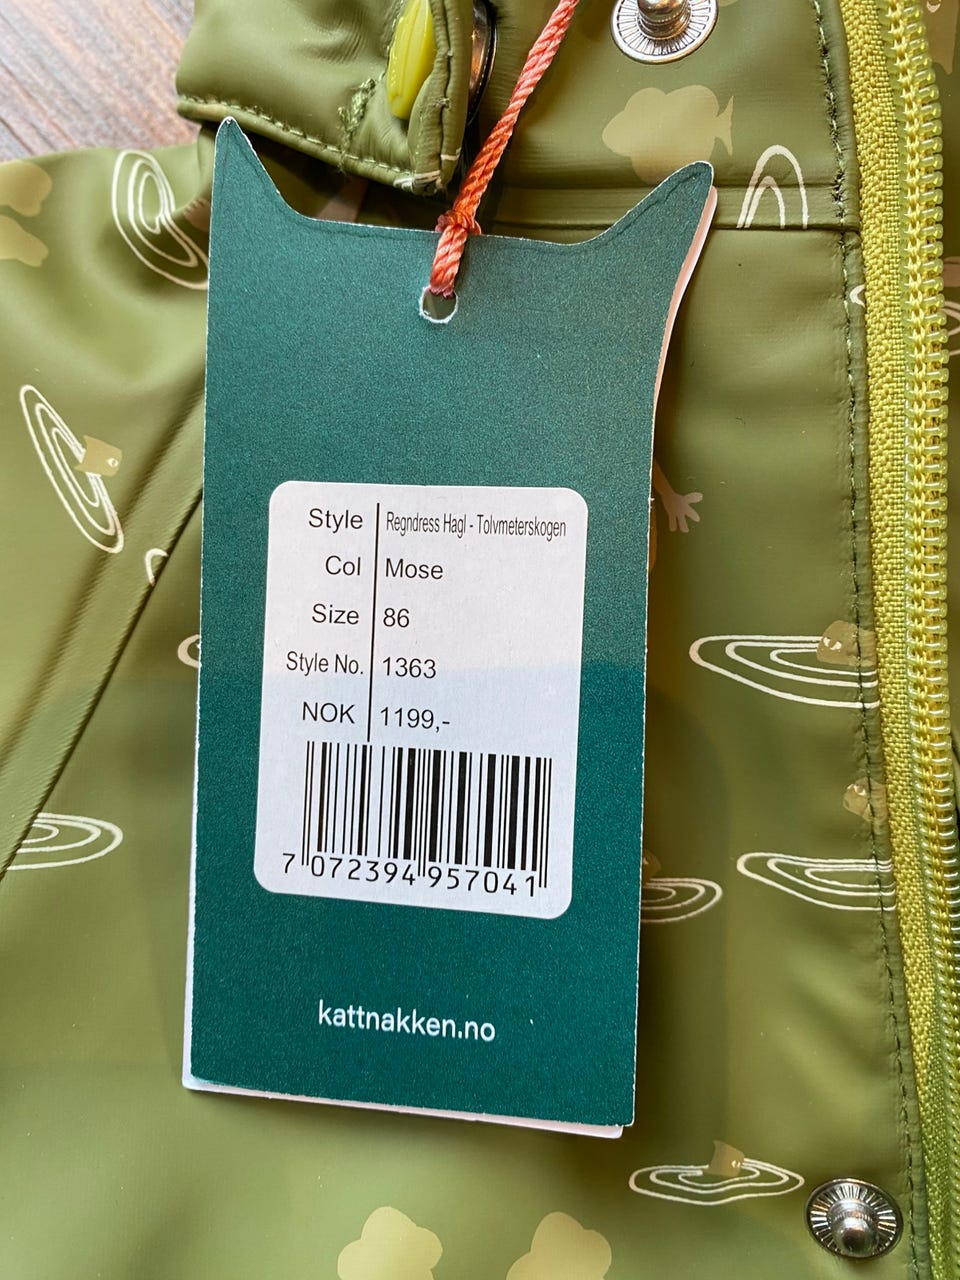 Style Regndress Hagl - Tolvmeterskogen
Col Mose
Size 86
Style No. 1363
NOK 1199,-
7 072394 957041
kattnakken.no